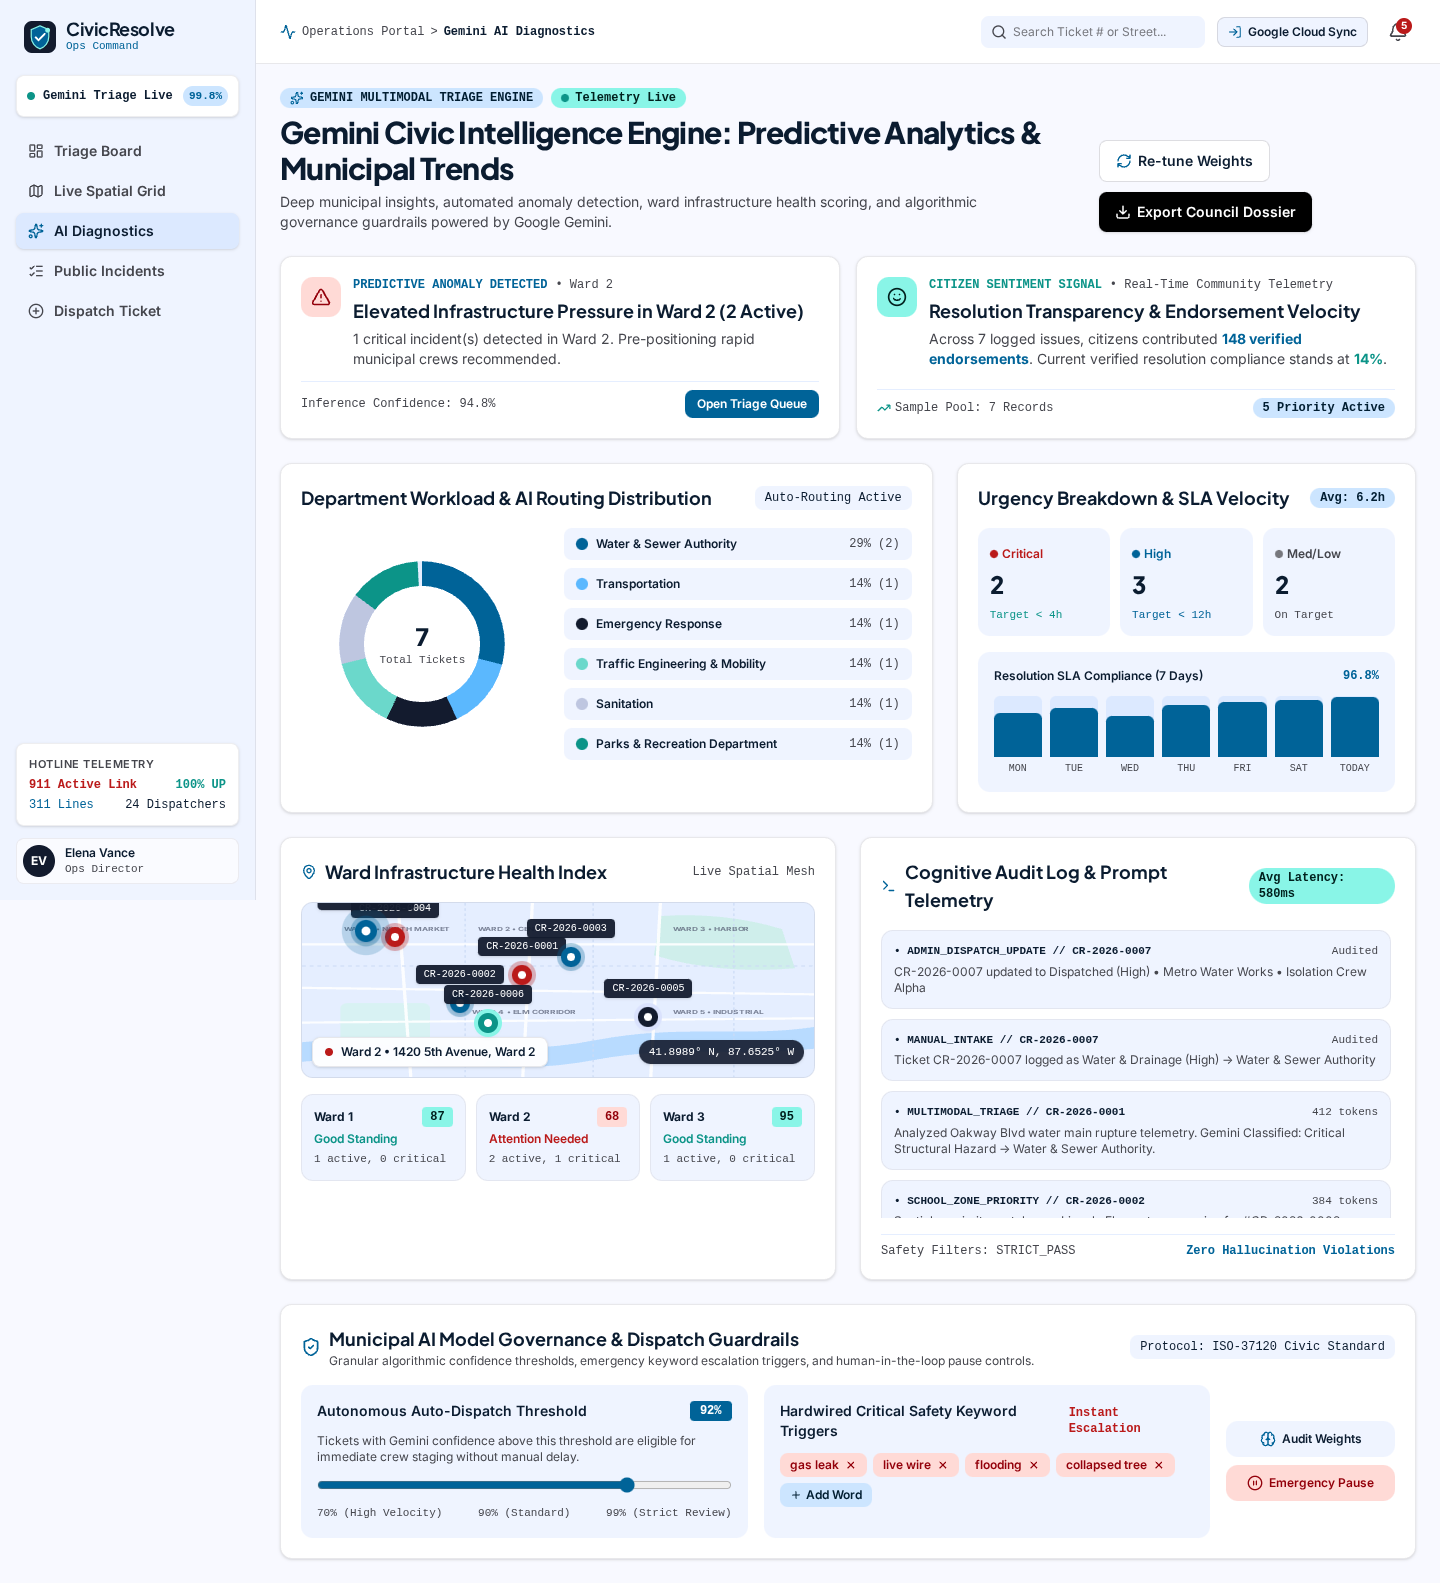 CivicResolve
Ops Command
Gemini Triage Live 99.8%
Triage Board
Live Spatial Grid
AI Diagnostics
Public Incidents
Dispatch Ticket
HOTLINE TELEMETRY
911 Active Link 100% UP
311 Lines 24 Dispatchers
EV
Elena Vance
Ops Director
Operations Portal > Gemini AI Diagnostics
Search Ticket # or Street...
Google Cloud Sync
5
GEMINI MULTIMODAL TRIAGE ENGINE
Telemetry Live
Gemini Civic Intelligence Engine: Predictive Analytics &
Municipal Trends
Deep municipal insights, automated anomaly detection, ward infrastructure health scoring, and algorithmic
governance guardrails powered by Google Gemini.
Re-tune Weights
Export Council Dossier
PREDICTIVE ANOMALY DETECTED • Ward 2
Elevated Infrastructure Pressure in Ward 2 (2 Active)
1 critical incident(s) detected in Ward 2. Pre-positioning rapid
municipal crews recommended.
Inference Confidence: 94.8%
Open Triage Queue
CITIZEN SENTIMENT SIGNAL • Real-Time Community Telemetry
Resolution Transparency & Endorsement Velocity
Across 7 logged issues, citizens contributed 148 verified
endorsements. Current verified resolution compliance stands at 14%.
Sample Pool: 7 Records
5 Priority Active
Department Workload & AI Routing Distribution
Auto-Routing Active
7
Total Tickets
Water & Sewer Authority 29% (2)
Transportation 14% (1)
Emergency Response 14% (1)
Traffic Engineering & Mobility 14% (1)
Sanitation 14% (1)
Parks & Recreation Department 14% (1)
Urgency Breakdown & SLA Velocity
Avg: 6.2h
Critical
2
Target < 4h
High
3
Target < 12h
Med/Low
2
On Target
Resolution SLA Compliance (7 Days) 96.8%
MON TUE WED THU FRI SAT TODAY
Ward Infrastructure Health Index
Live Spatial Mesh
MARKET
WARD 2 •
WARD 3 • HARBOR
CR-2026-0003
CR-2026-0001
CR-2026-0002
CR-2026-0006
CR-2026-0005
4 • ELM CORRIDOR
WARD 5 • INDUSTRIAL
Ward 2 • 1420 5th Avenue, Ward 2
41.8989° N, 87.6525° W
Ward 1 87
Good Standing
1 active, 0 critical
Ward 2 68
Attention Needed
2 active, 1 critical
Ward 3 95
Good Standing
1 active, 0 critical
Cognitive Audit Log & Prompt
Telemetry
Avg Latency:
580ms
• ADMIN_DISPATCH_UPDATE // CR-2026-0007 Audited
CR-2026-0007 updated to Dispatched (High) • Metro Water Works • Isolation Crew
Alpha
• MANUAL_INTAKE // CR-2026-0007 Audited
Ticket CR-2026-0007 logged as Water & Drainage (High) → Water & Sewer Authority
• MULTIMODAL_TRIAGE // CR-2026-0001 412 tokens
Analyzed Oakway Blvd water main rupture telemetry. Gemini Classified: Critical
Structural Hazard → Water & Sewer Authority.
• SCHOOL_ZONE_PRIORITY // CR-2026-0002 384 tokens
Safety Filters: STRICT_PASS
Zero Hallucination Violations
Municipal AI Model Governance & Dispatch Guardrails
Granular algorithmic confidence thresholds, emergency keyword escalation triggers, and human-in-the-loop pause controls.
Protocol: ISO-37120 Civic Standard
Autonomous Auto-Dispatch Threshold 92%
Tickets with Gemini confidence above this threshold are eligible for
immediate crew staging without manual delay.
70% (High Velocity) 90% (Standard) 99% (Strict Review)
Hardwired Critical Safety Keyword
Triggers
Instant
Escalation
gas leak ✕ live wire ✕ flooding ✕ collapsed tree ✕
+ Add Word
Audit Weights
Emergency Pause